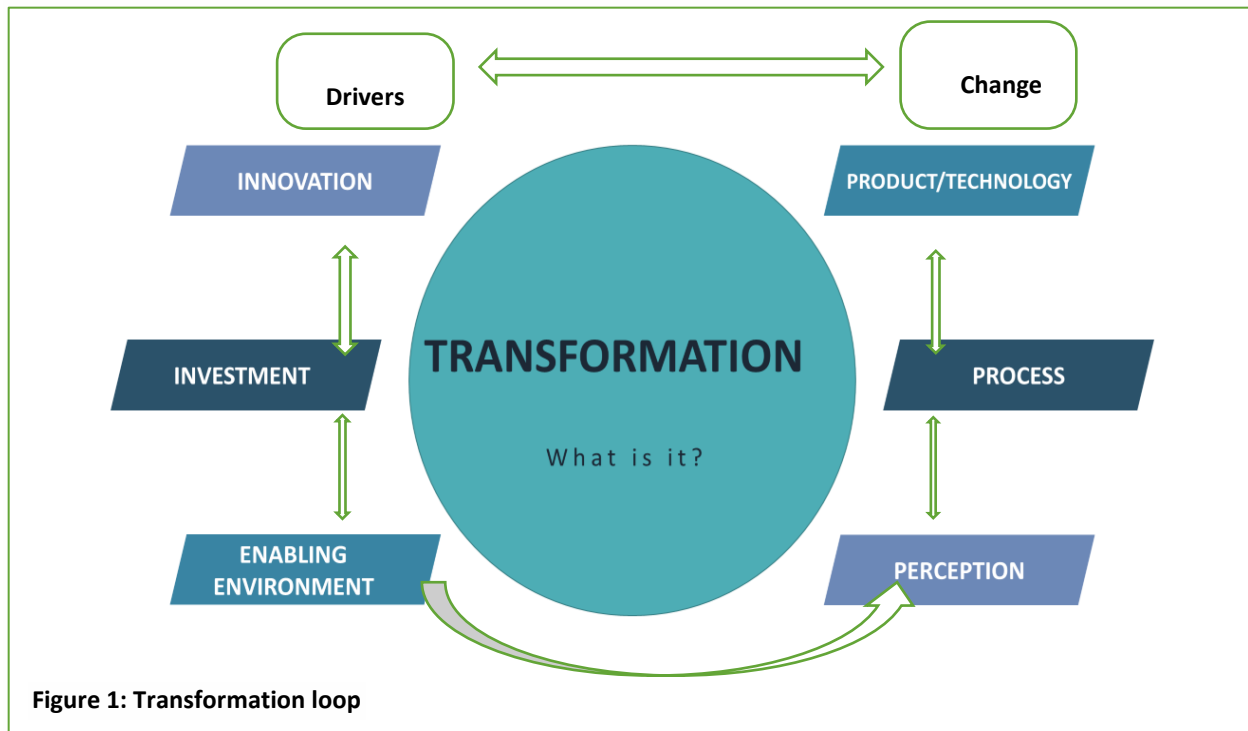 Drivers
Change
INNOVATION
PRODUCT/TECHNOLOGY
TRANSFORMATION
INVESTMENT
PROCESS
What is it?
ENABLING
ENVIRONMENT
PERCEPTION
Figure 1: Transformation loop